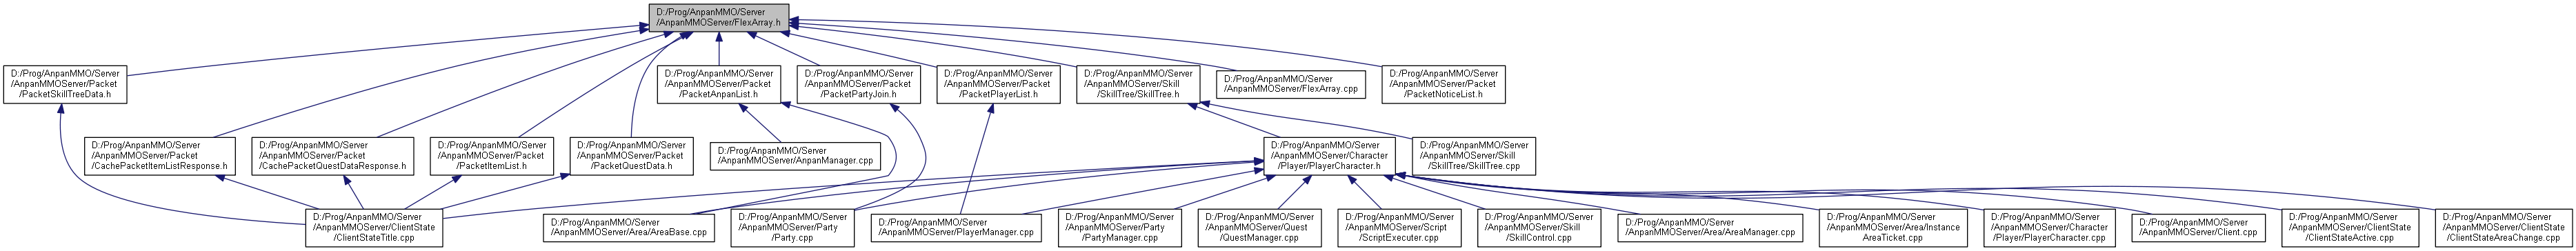 D:/Prog/AnpanMMO/Server
/AnpanMMOServer/FlexArray.h
D:/Prog/AnpanMMO/Server
/AnpanMMOServer/Packet
/PacketSkillTreeData.h
D:/Prog/AnpanMMO/Server
/AnpanMMOServer/Packet
/PacketAnpanList.h
D:/Prog/AnpanMMO/Server
/AnpanMMOServer/Packet
/PacketPartyJoin.h
D:/Prog/AnpanMMO/Server
/AnpanMMOServer/Packet
/PacketPlayerList.h
D:/Prog/AnpanMMO/Server
/AnpanMMOServer/Skill
/SkillTree/SkillTree.h
D:/Prog/AnpanMMO/Server
/AnpanMMOServer/FlexArray.cpp
D:/Prog/AnpanMMO/Server
/AnpanMMOServer/Packet
/PacketNoticeList.h
D:/Prog/AnpanMMO/Server
/AnpanMMOServer/Packet
/CachePacketItemListResponse.h
D:/Prog/AnpanMMO/Server
/AnpanMMOServer/Packet
/CachePacketQuestDataResponse.h
D:/Prog/AnpanMMO/Server
/AnpanMMOServer/Packet
/PacketItemList.h
D:/Prog/AnpanMMO/Server
/AnpanMMOServer/Packet
/PacketQuestData.h
D:/Prog/AnpanMMO/Server
/AnpanMMOServer/AnpanManager.cpp
D:/Prog/AnpanMMO/Server
/AnpanMMOServer/Character
/Player/PlayerCharacter.h
D:/Prog/AnpanMMO/Server
/AnpanMMOServer/Skill
/SkillTree/SkillTree.cpp
D:/Prog/AnpanMMO/Server
/AnpanMMOServer/ClientState
/ClientStateTitle.cpp
D:/Prog/AnpanMMO/Server
/AnpanMMOServer/Area/AreaBase.cpp
D:/Prog/AnpanMMO/Server
/AnpanMMOServer/Party
/Party.cpp
D:/Prog/AnpanMMO/Server
/AnpanMMOServer/PlayerManager.cpp
D:/Prog/AnpanMMO/Server
/AnpanMMOServer/Party
/PartyManager.cpp
D:/Prog/AnpanMMO/Server
/AnpanMMOServer/Quest
/QuestManager.cpp
D:/Prog/AnpanMMO/Server
/AnpanMMOServer/Script
/ScriptExecuter.cpp
D:/Prog/AnpanMMO/Server
/AnpanMMOServer/Skill
/SkillControl.cpp
D:/Prog/AnpanMMO/Server
/AnpanMMOServer/Area/AreaManager.cpp
D:/Prog/AnpanMMO/Server
/AnpanMMOServer/Area/Instance
AreaTicket.cpp
D:/Prog/AnpanMMO/Server
/AnpanMMOServer/Character
/Player/PlayerCharacter.cpp
D:/Prog/AnpanMMO/Server
/AnpanMMOServer/Client.cpp
D:/Prog/AnpanMMO/Server
/AnpanMMOServer/ClientState
/ClientStateActive.cpp
D:/Prog/AnpanMMO/Server
/AnpanMMOServer/ClientState
/ClientStateAreaChange.cpp